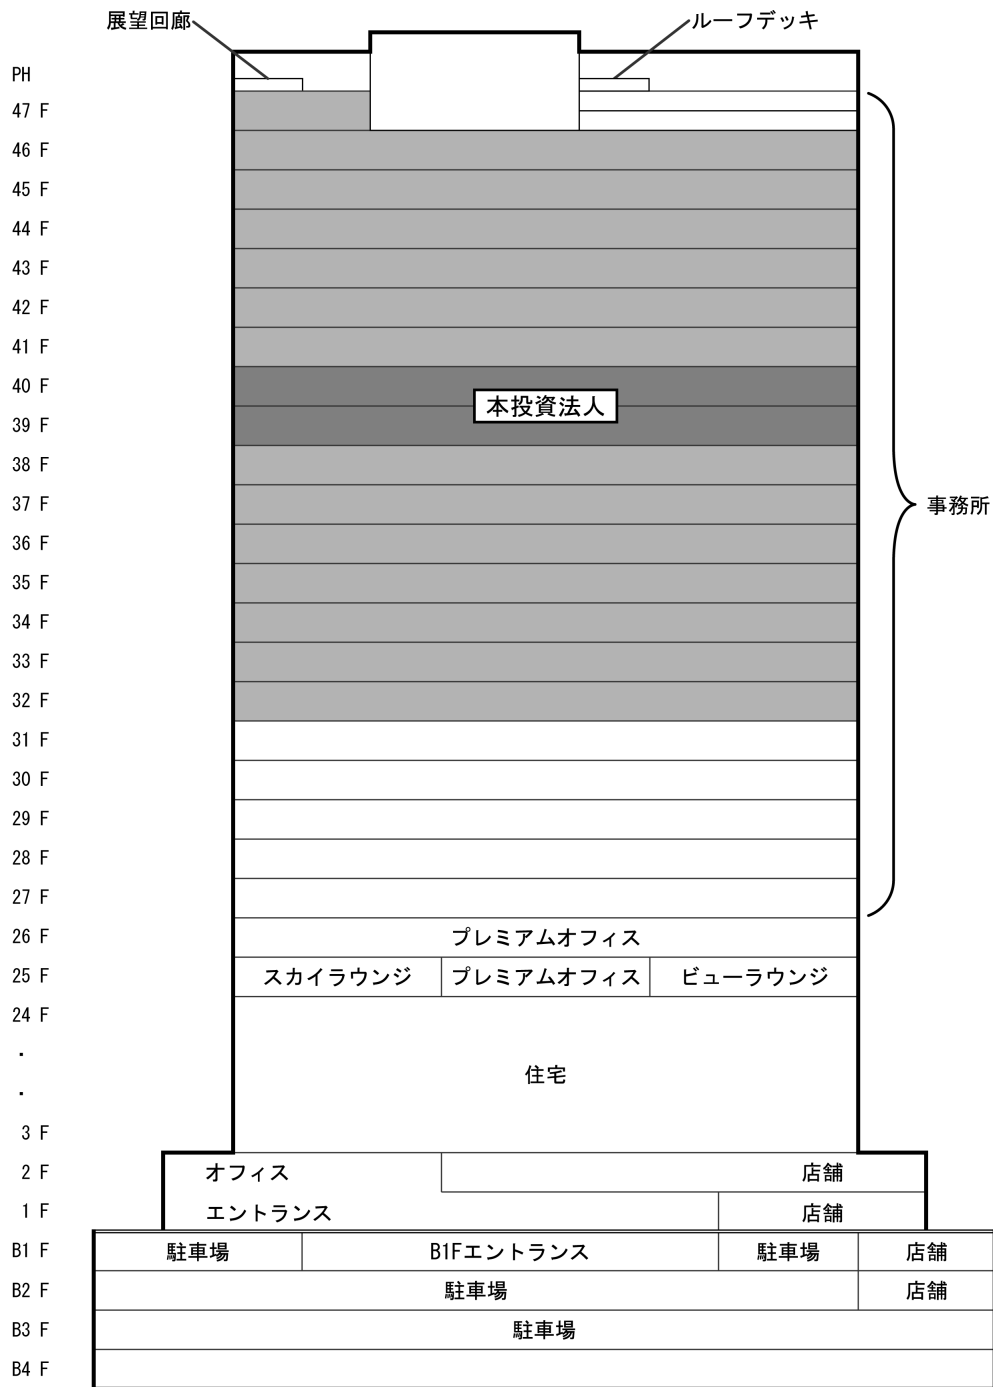 展望回廊
ルーフデッキ
PH
47 F
46 F
45 F
44 F
43 F
42 F
41 F
40 F
本投資法人
39 F
38 F
37 F
事務所
36 F
35 F
34 F
33 F
32 F
31 F
30 F
29 F
28 F
27 F
26 F プレミアムオフィス
25 F スカイラウンジ プレミアムオフィス ビューラウンジ
24 F
・
住宅
・
3 F
2 F オフィス 店舗
1 F エントランス 店舗
B1 F 駐車場 B1Fエントランス 駐車場 店舗
B2 F 駐車場 店舗
B3 F 駐車場
B4 F